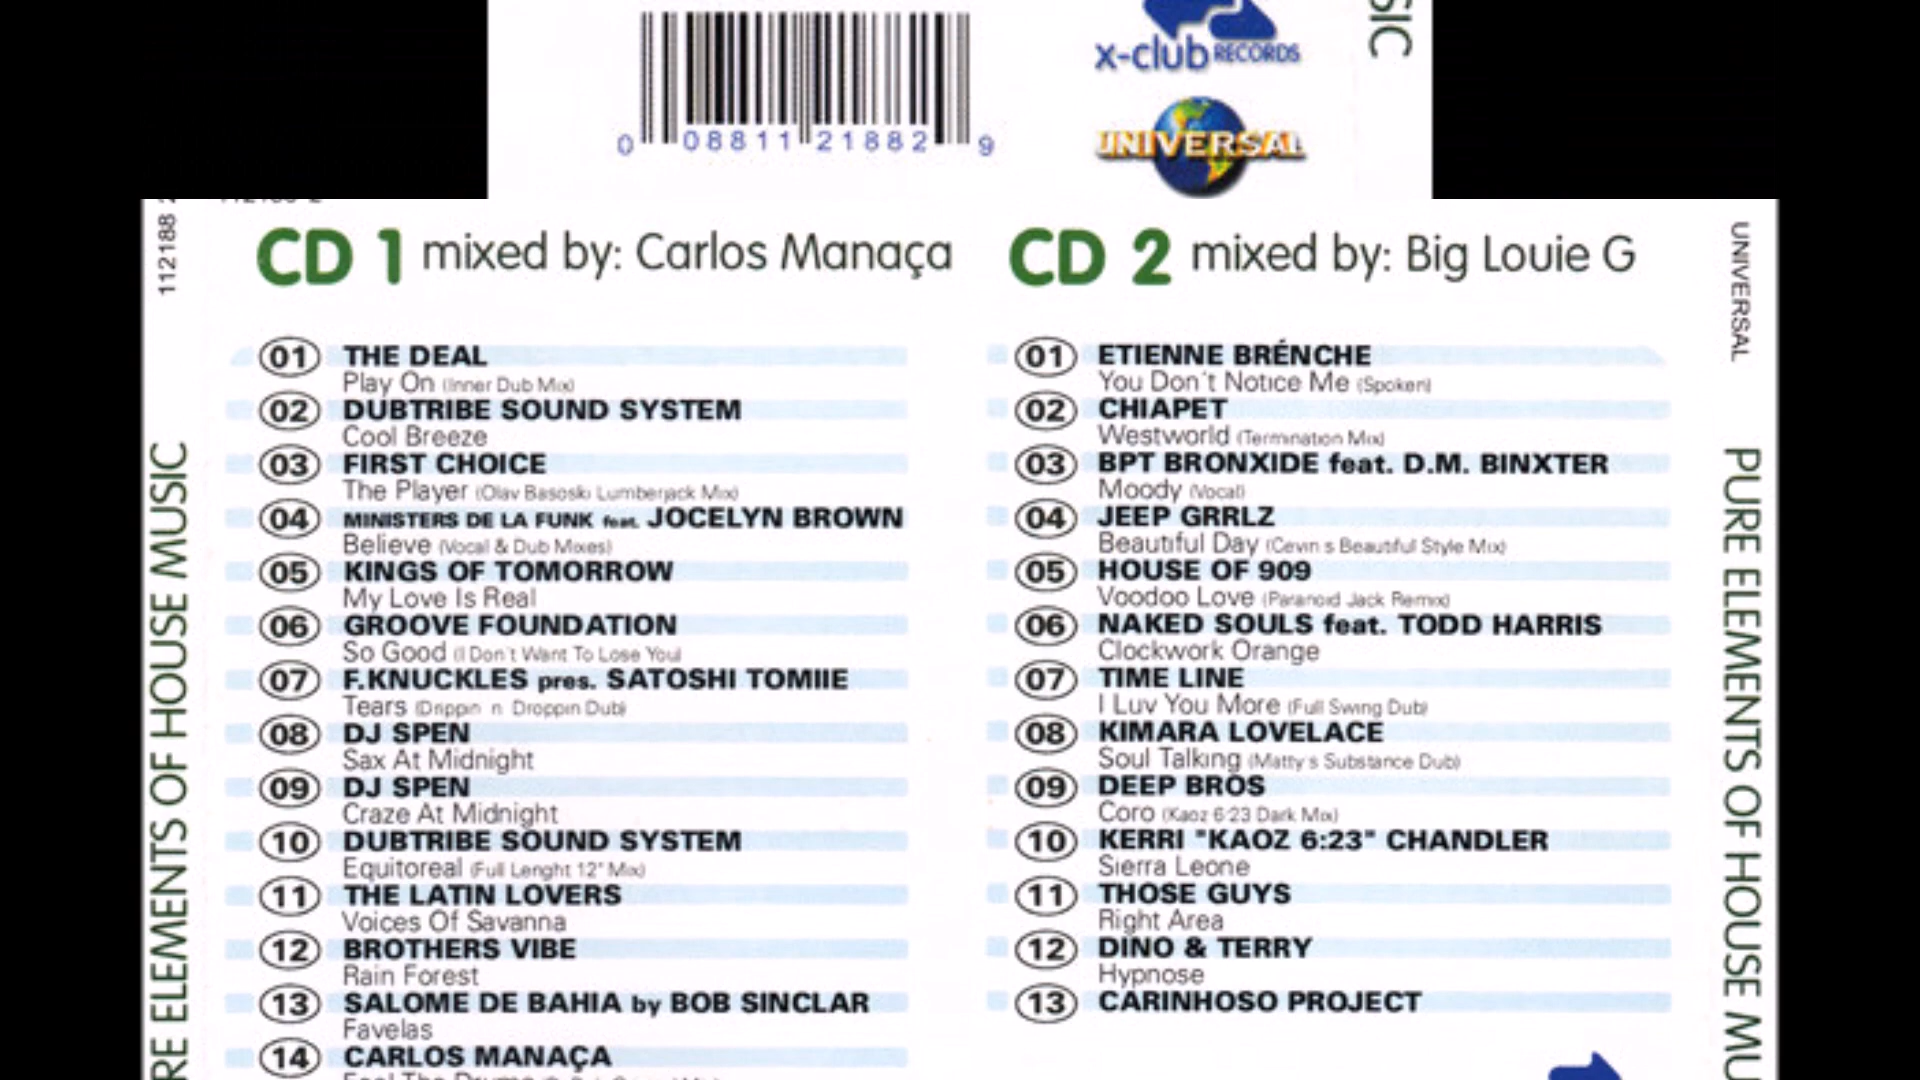 SIC
x-club RECORDS
0 08811 21882 9
UNIVERSAL
112188
CD 1 mixed by: Carlos Manaça
01 THE DEAL
Play On (Inner Dub Mix)
02 DUBTRIBE SOUND SYSTEM
Cool Breeze
03 FIRST CHOICE
The Player (Olav Basoski Lumberjack Mix)
04 MINISTERS DE LA FUNK feat. JOCELYN BROWN
Believe (Vocal & Dub Mixes)
05 KINGS OF TOMORROW
My Love Is Real
06 GROOVE FOUNDATION
So Good (I Don't Want To Lose You)
07 F.KNUCKLES pres. SATOSHI TOMIIE
Tears (Drippin n Droppin Dub)
08 DJ SPEN
Sax At Midnight
09 DJ SPEN
Craze At Midnight
10 DUBTRIBE SOUND SYSTEM
Equitoreal (Full Lenght 12" Mix)
11 THE LATIN LOVERS
Voices Of Savanna
12 BROTHERS VIBE
Rain Forest
13 SALOME DE BAHIA by BOB SINCLAR
Favelas
14 CARLOS MANAÇA
CD 2 mixed by: Big Louie G
01 ETIENNE BRÉNCHE
You Don´t Notice Me (Spoken)
02 CHIAPET
Westworld (Termination Mix)
03 BPT BRONXIDE feat. D.M. BINXTER
Moody (Vocal)
04 JEEP GRRLZ
Beautiful Day (Cevin s Beautiful Style Mix)
05 HOUSE OF 909
Voodoo Love (Paranoid Jack Remix)
06 NAKED SOULS feat. TODD HARRIS
Clockwork Orange
07 TIME LINE
I Luv You More (Full Swing Dub)
08 KIMARA LOVELACE
Soul Talking (Matty's Substance Dub)
09 DEEP BROS
Coro (Kaoz 6:23 Dark Mix)
10 KERRI "KAOZ 6:23" CHANDLER
Sierra Leone
11 THOSE GUYS
Right Area
12 DINO & TERRY
Hypnose
13 CARINHOSO PROJECT
RE ELEMENTS OF HOUSE MUSIC
UNIVERSAL
PURE ELEMENTS OF HOUSE MU